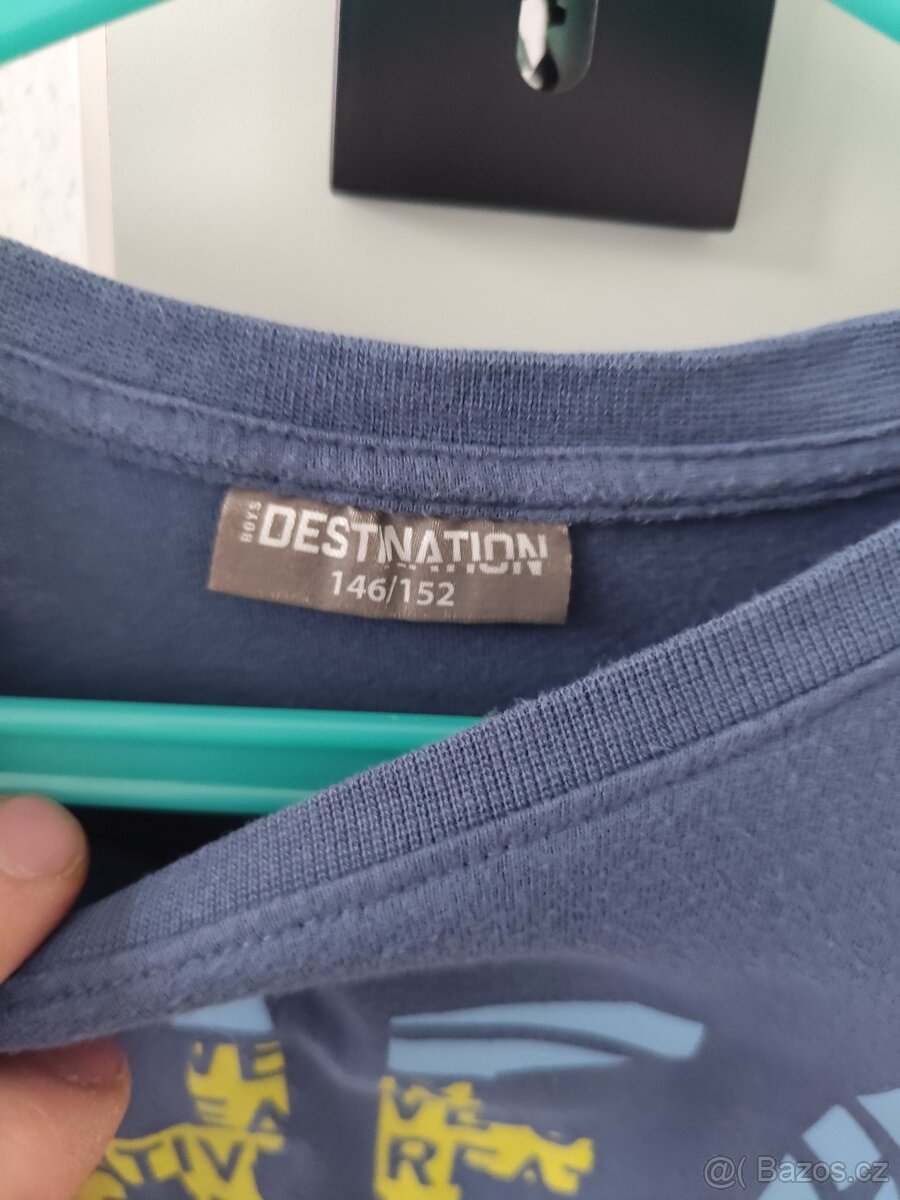 BOYS
DESTINATION
146/152
@( Bazos.cz